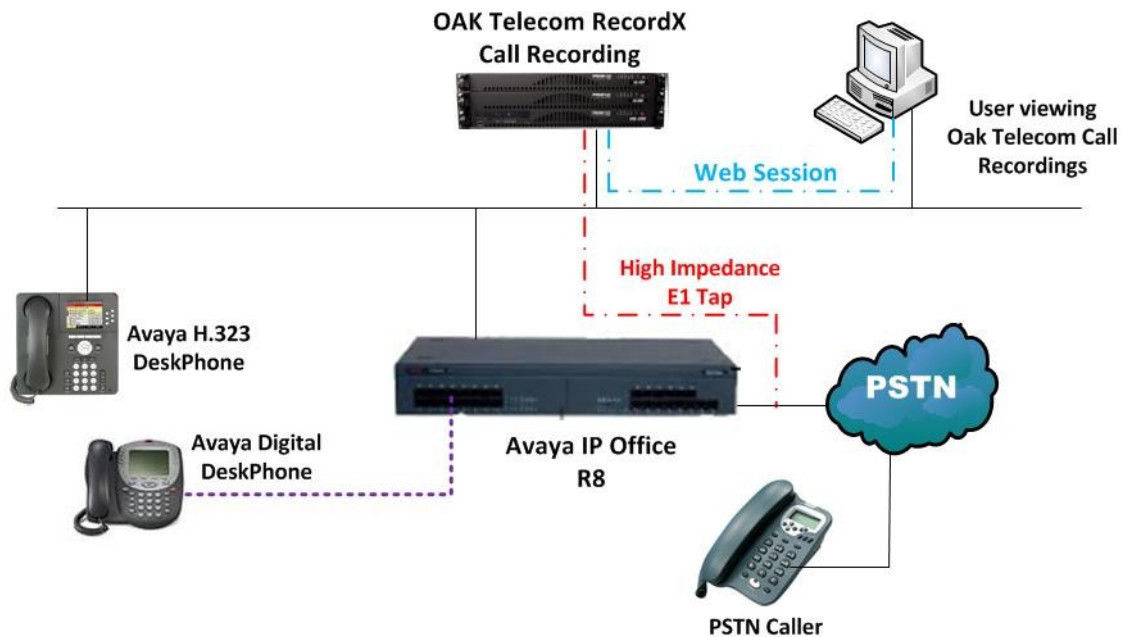 OAK Telecom RecordX
Call Recording
User viewing
Oak Telecom Call
Recordings
Web Session
High Impedance
E1 Tap
Avaya H.323
DeskPhone
PSTN
Avaya Digital
DeskPhone
Avaya IP Office
R8
PSTN Caller